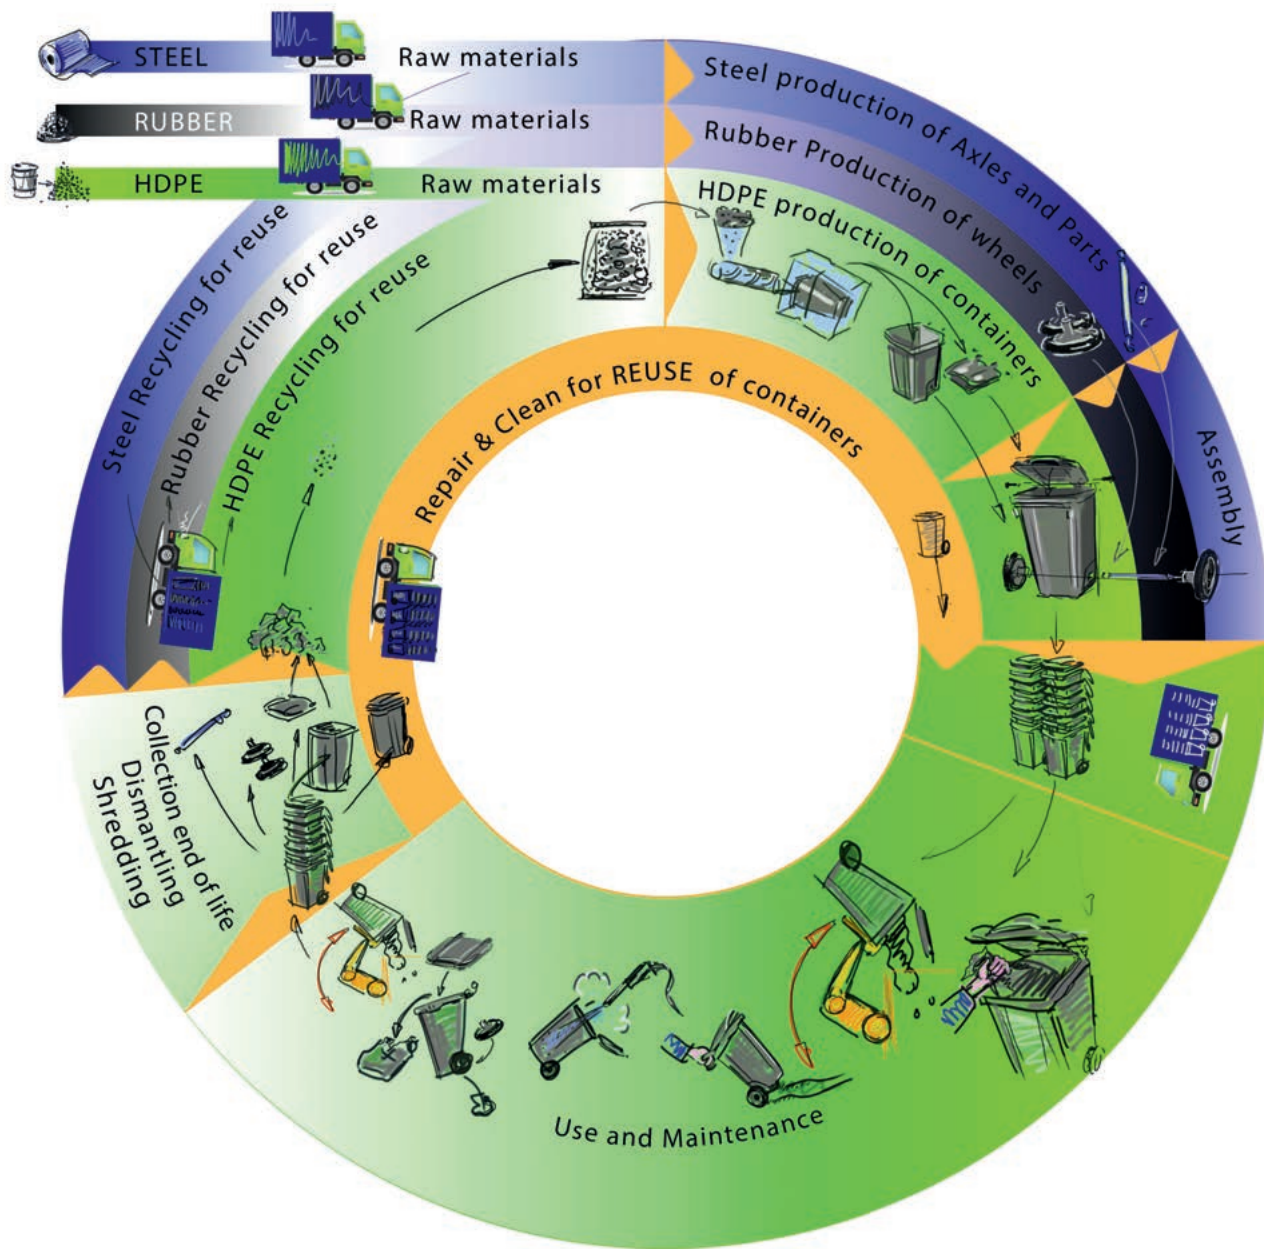 STEEL
Raw materials
RUBBER
Raw materials
HDPE
Raw materials
Steel production of Axles and Parts
Rubber Production of wheels
HDPE production of containers
Assembly
Steel Recycling for reuse
Rubber Recycling for reuse
HDPE Recycling for reuse
Repair & Clean for REUSE of containers
Collection end of life
Dismantling
Shredding
Use and Maintenance